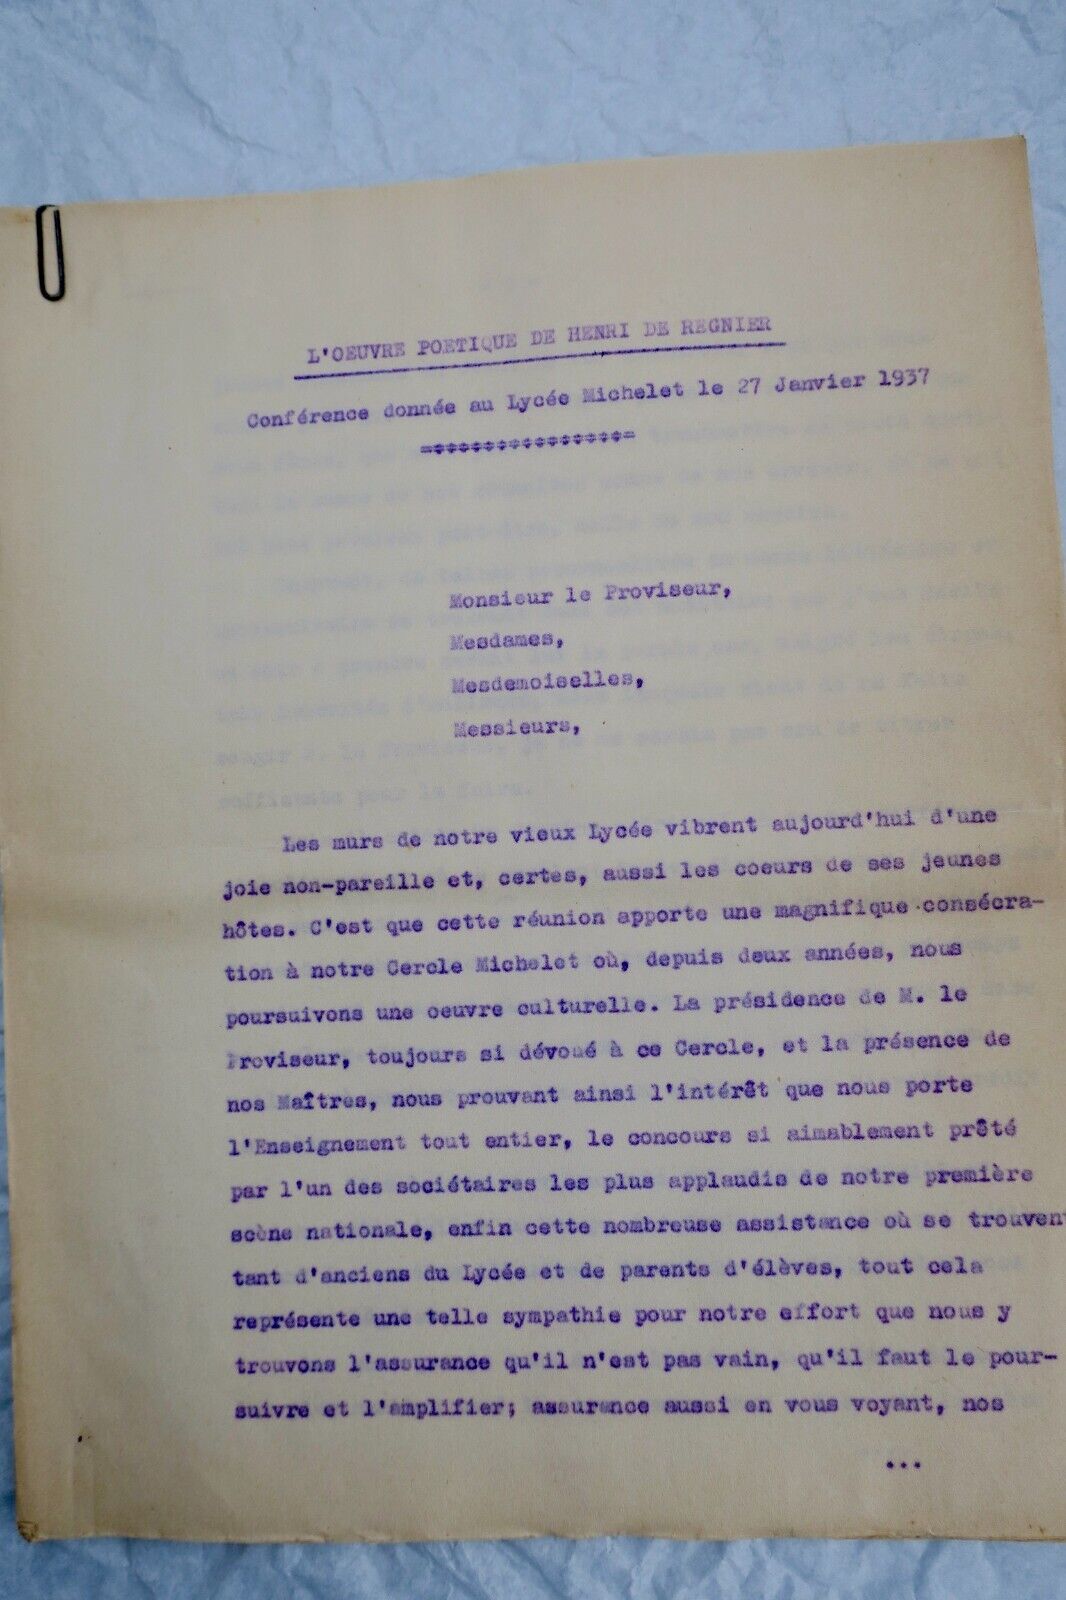 L'OEUVRE POETIQUE DE HENRI DE REGNIER
Conférence donnée au Lycée Michelet le 27 Janvier 1937
Monsieur le Proviseur,
Mesdames,
Mesdemoiselles,
Messieurs,
Les murs de notre vieux Lycée vibrent aujourd'hui d'une
joie non-pareille et, certes, aussi les coeurs de ses jeunes
hôtes. C'est que cette réunion apporte une magnifique consécra-
tion à notre Cercle Michelet où, depuis deux années, nous
poursuivons une oeuvre culturelle. La présidence de M. le
Proviseur, toujours si dévoué à ce Cercle, et la présence de
nos Maîtres, nous prouvant ainsi l'intérêt que nous porte
l'Enseignement tout entier, le concours si aimablement prêté
par l'un des sociétaires les plus applaudis de notre première
scène nationale, enfin cette nombreuse assistance où se trouvent
tant d'anciens du Lycée et de parents d'élèves, tout cela
représente une telle sympathie pour notre effort que nous y
trouvons l'assurance qu'il n'est pas vain, qu'il faut le pour-
suivre et l'amplifier; assurance aussi en vous voyant, nos
...